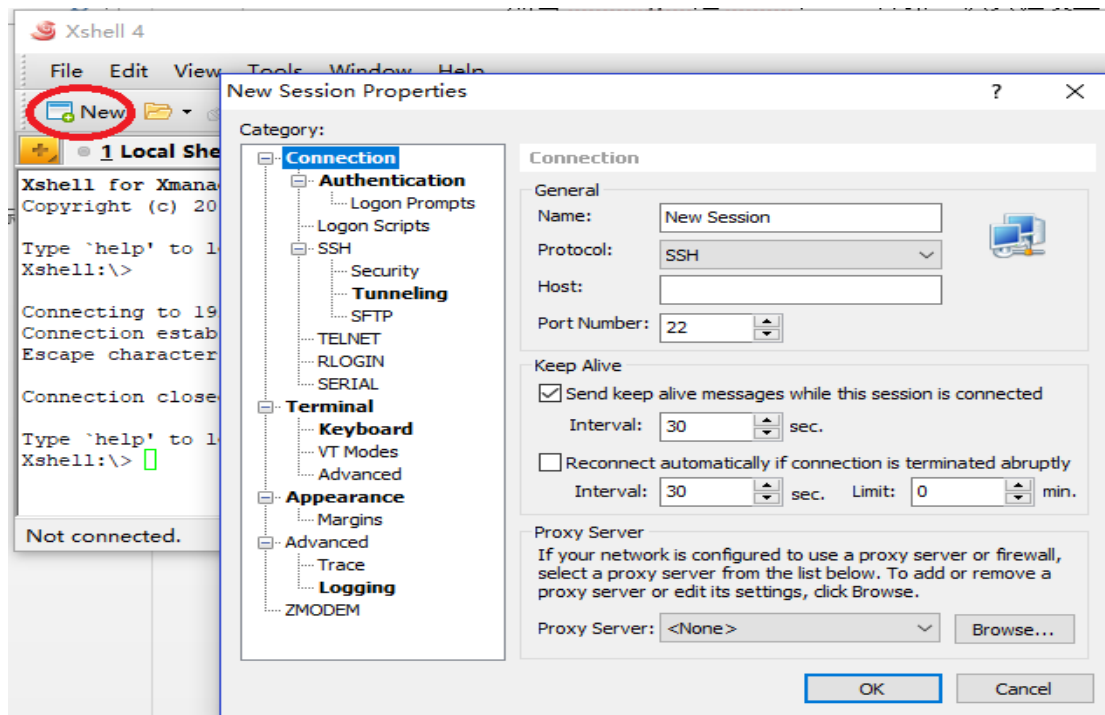 Xshell 4
File Edit View Tools Window Help
New
1 Local She
Xshell for Xmana
Copyright (c) 20
Type `help' to l
Xshell:\>
Connecting to 19
Connection estab
Escape character
Connection close
Type `help' to l
Xshell:\>
Not connected.
New Session Properties
Category:
Connection
Authentication
Logon Prompts
Logon Scripts
SSH
Security
Tunneling
SFTP
TELNET
RLOGIN
SERIAL
Terminal
Keyboard
VT Modes
Advanced
Appearance
Margins
Advanced
Trace
Logging
ZMODEM
Connection
General
Name: New Session
Protocol: SSH
Host:
Port Number: 22
Keep Alive
Send keep alive messages while this session is connected
Interval: 30 sec.
Reconnect automatically if connection is terminated abruptly
Interval: 30 sec. Limit: 0 min.
Proxy Server
If your network is configured to use a proxy server or firewall,
select a proxy server from the list below. To add or remove a
proxy server or edit its settings, click Browse.
Proxy Server: <None> Browse...
OK Cancel